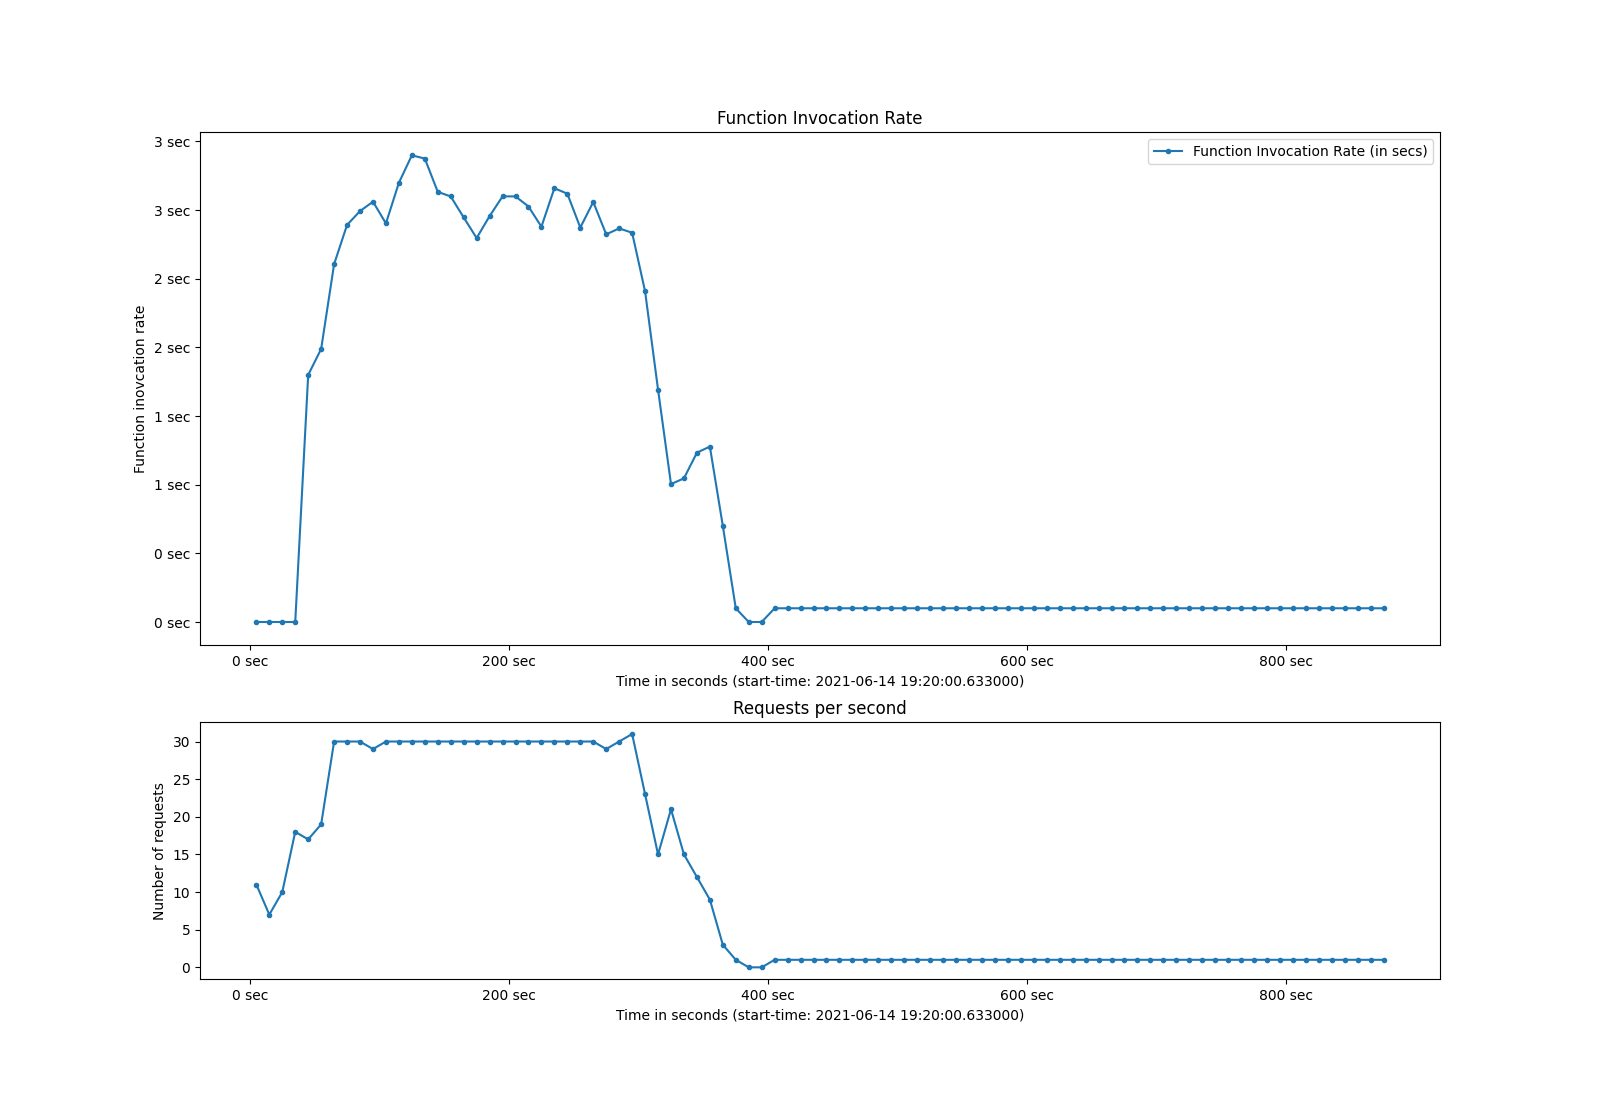 Function Invocation Rate
3 sec
3 sec
2 sec
2 sec
1 sec
1 sec
0 sec
0 sec
Function inovcation rate
Function Invocation Rate (in secs)
0 sec 200 sec 400 sec 600 sec 800 sec
Time in seconds (start-time: 2021-06-14 19:20:00.633000)
Requests per second
30
25
20
15
10
5
0
Number of requests
0 sec 200 sec 400 sec 600 sec 800 sec
Time in seconds (start-time: 2021-06-14 19:20:00.633000)